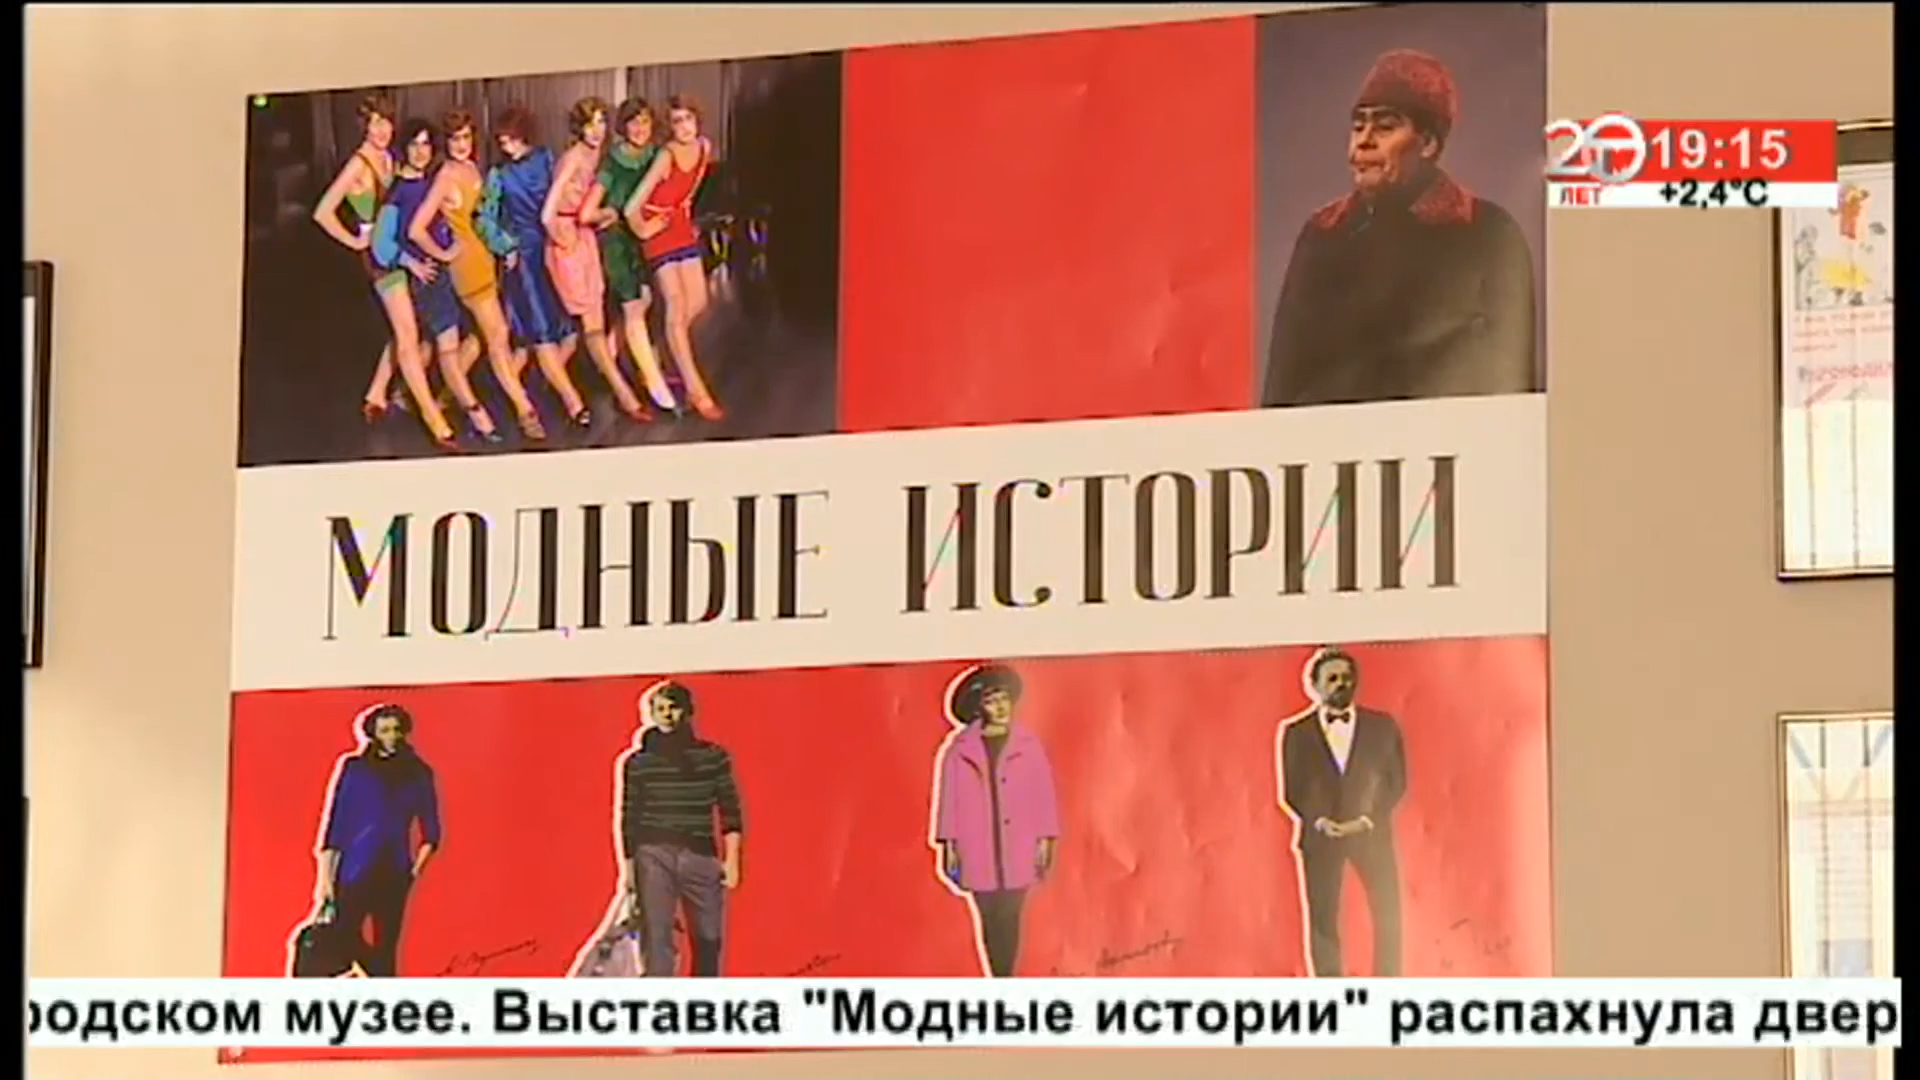 20 19:15
ЛЕТ +2,4°C
МОДНЫЕ ИСТОРИИ
родском музее. Выставка "Модные истории" распахнула двер